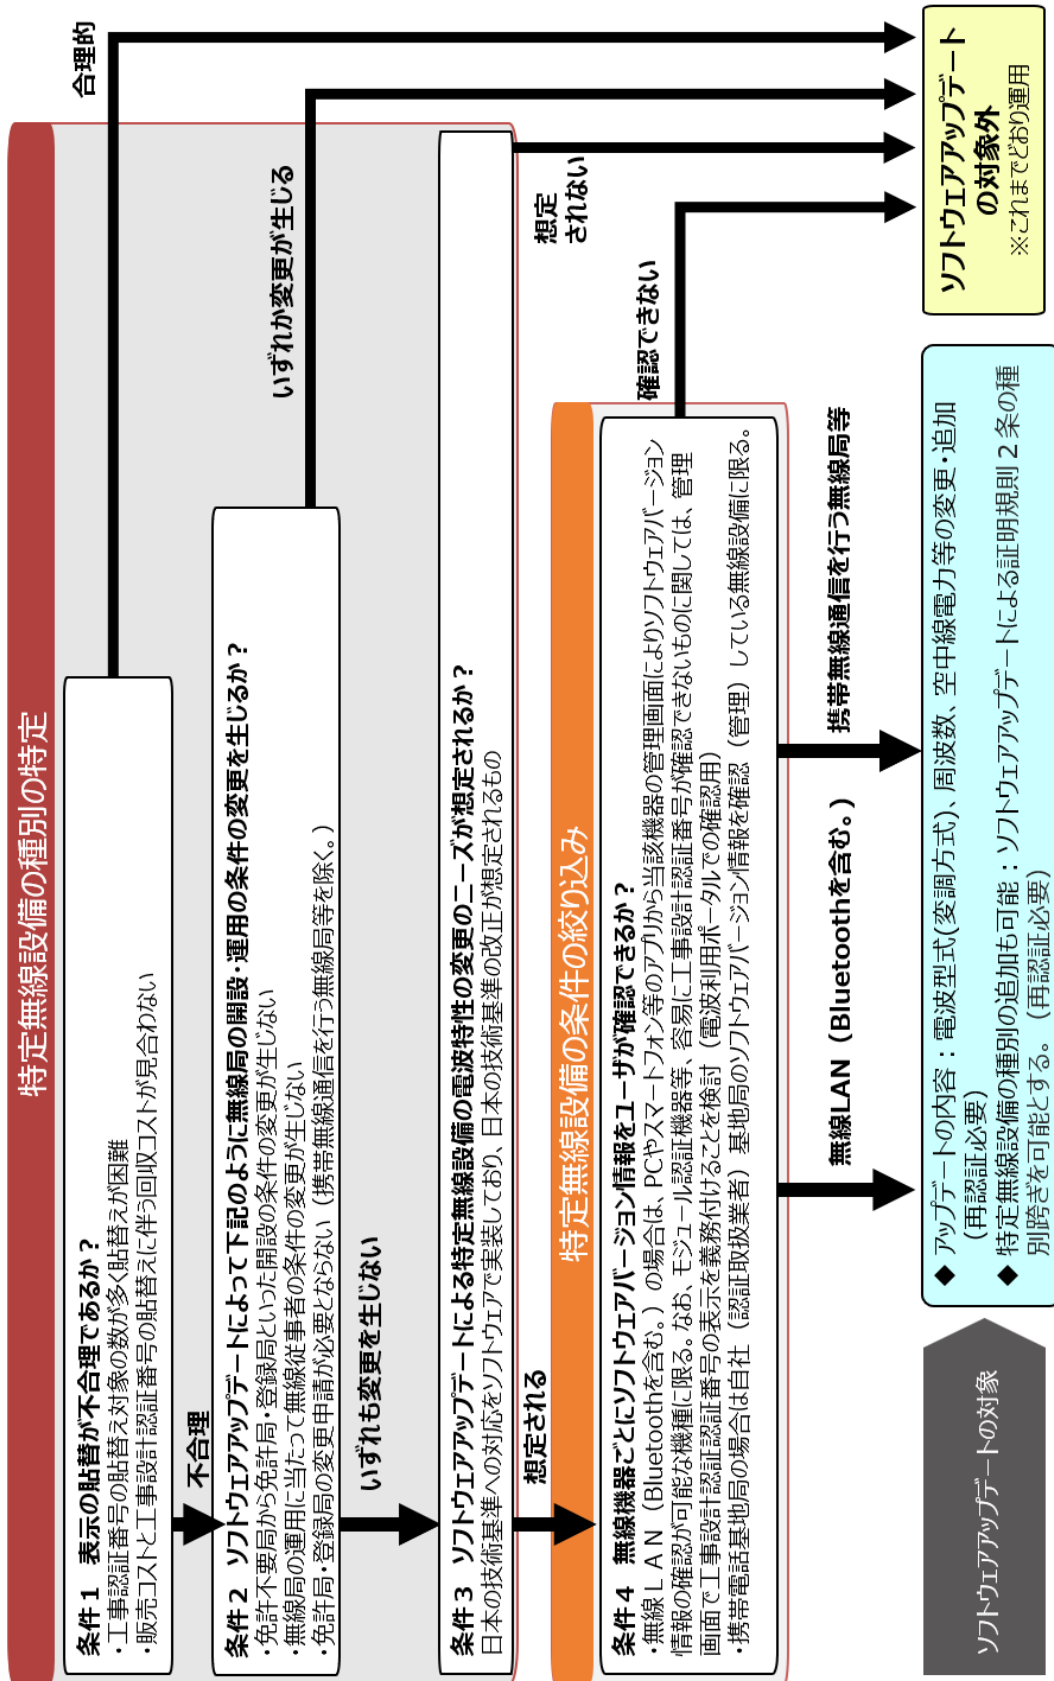 特定無線設備の種別の特定
条件1 表示の貼替が不合理であるか？
・工事認証番号の貼替え対象の数が多く貼替えが困難
・販売コストと工事設計認証番号の貼替えに伴う回収コストが見合わない
合理的
不合理
条件2 ソフトウェアアップデートによって下記のように無線局の開設・運用の条件の変更を生じるか？
・免許不要局から免許局・登録局といった開設の条件の変更が生じない
・無線局の運用に当たって無線従事者の条件の変更が生じない
・免許局・登録局の変更申請が必要とならない（携帯無線通信を行う無線局等を除く。）
いずれか変更が生じる
いずれも変更を生じない
条件3 ソフトウェアアップデートによる特定無線設備の電波特性の変更のニーズが想定されるか？
日本の技術基準への対応をソフトウェアで実装しており、日本の技術基準の改正が想定されるもの
想定
されない
想定される
特定無線設備の条件の絞り込み
条件4 無線機器ごとにソフトウェアバージョン情報をユーザが確認できるか？
・無線ＬＡＮ（Bluetoothを含む。）の場合は、PCやスマートフォン等のアプリから当該機器の管理画面によりソフトウェアバージョン
情報の確認が可能な機種に限る。なお、モジュール認証機器等、容易に工事設計認証番号が確認できないものに関しては、管理
画面で工事設計認証認証番号の表示を義務付けることを検討（電波利用ポータルでの確認用）
・携帯電話基地局の場合は自社（認証取扱業者）基地局のソフトウェアバージョン情報を確認（管理）している無線設備に限る。
確認できない
無線LAN（Bluetoothを含む。）
携帯無線通信を行う無線局等
ソフトウェアアップデートの対象
◆ アップデートの内容：電波型式(変調方式)、周波数、空中線電力等の変更・追加
（再認証必要）
◆ 特定無線設備の種別の追加も可能：ソフトウェアアップデートによる証明規則２条の種
別跨ぎを可能とする。（再認証必要）
ソフトウェアアップデート
の対象外
※これまでどおり運用